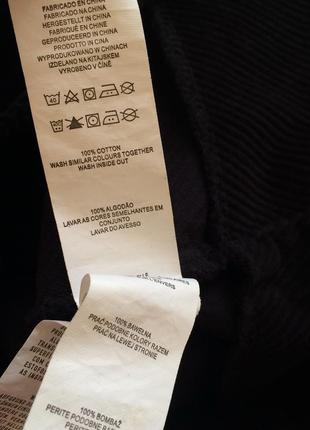 FABRICADO EN CHINA
FABRICADO NA CHINA
HERGESTELLT IN CHINA
FABRIQUÉ EN CHINE
GEPRODUCEERD IN CHINA
PRODOTTO IN CINA
WYPRODUKOWANO W CHINACH
IZDELANO NA KITAJSKEM
VYROBENO V ČÍNĚ
40
100% COTTON
WASH SIMILAR COLOURS TOGETHER
WASH INSIDE OUT
100% ALGODÃO
LAVAR AS CORES SEMELHANTES EM
CONJUNTO
LAVAR DO AVESSO
L'ENVERS
100% BAWEŁNA
PRAĆ PODOBNE KOLORY RAZEM
PRAĆ NA LEWEJ STRONIE
100% BOMBAŽ
PERITE PODOBNE